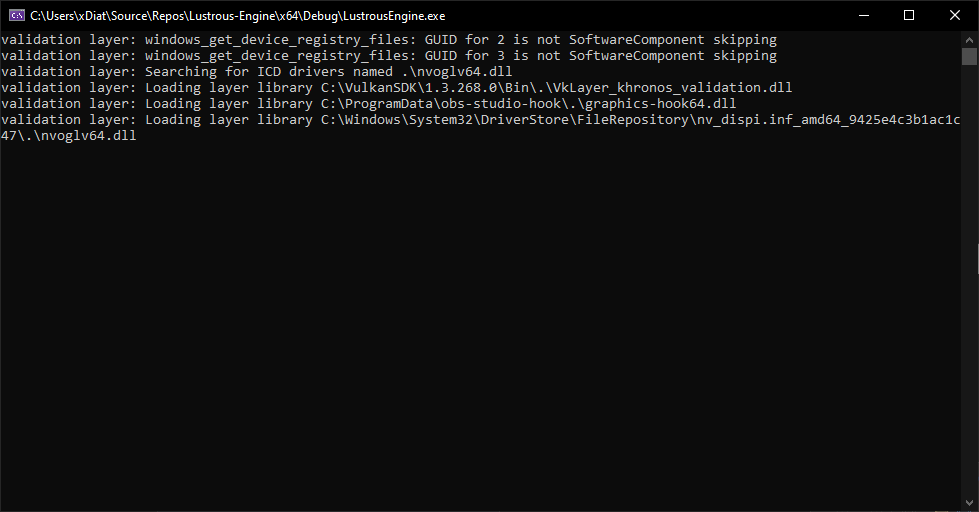 C:\Users\xDiat\Source\Repos\Lustrous-Engine\x64\Debug\LustrousEngine.exe
validation layer: windows_get_device_registry_files: GUID for 2 is not SoftwareComponent skipping
validation layer: windows_get_device_registry_files: GUID for 3 is not SoftwareComponent skipping
validation layer: Searching for ICD drivers named .\nvoglv64.dll
validation layer: Loading layer library C:\VulkanSDK\1.3.268.0\Bin\.\VkLayer_khronos_validation.dll
validation layer: Loading layer library C:\ProgramData\obs-studio-hook\.\graphics-hook64.dll
validation layer: Loading layer library C:\Windows\System32\DriverStore\FileRepository\nv_dispi.inf_amd64_9425e4c3b1ac1c
47\.\nvoglv64.dll